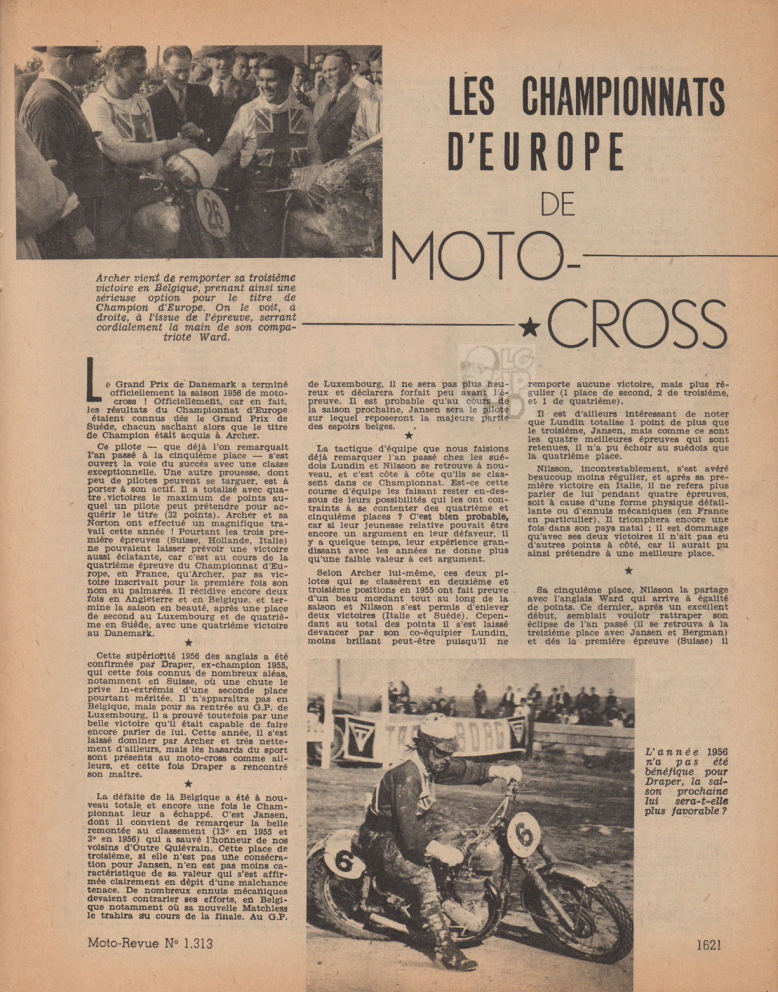 LES CHAMPIONNATS
D'EUROPE
DE
MOTO-
★CROSS
26
Archer vient de remporter sa troisième
victoire en Belgique, prenant ainsi une
sérieuse option pour le titre de
Champion d'Europe. On le voit, à
droite, à l'issue de l'épreuve, serrant
cordialement la main de son compa-
triote Ward.
Le Grand Prix de Danemark a terminé
officiellement la saison 1956 de moto-
cross ! Officiellement, car en fait,
les résultats du Championnat d'Europe
étaient connus dès le Grand Prix de
Suède, chacun sachant alors que le titre
de Champion était acquis à Archer.
Ce pilote — que déjà l'on remarquait
l'an passé à la cinquième place — s'est
ouvert la voie du succès avec une classe
exceptionnelle. Une autre prouesse, dont
peu de pilotes peuvent se targuer, est à
porter à son actif. Il a totalisé avec qua-
tre victoires le maximum de points au-
quel un pilote peut prétendre pour ac-
quérir le titre (32 points). Archer et sa
Norton ont effectué un magnifique tra-
vail cette année ! Pourtant les trois pre-
mière épreuves (Suisse, Hollande, Italie)
ne pouvaient laisser prévoir une victoire
aussi éclatante, car c'est au cours de la
quatrième épreuve du Championnat d'Eu-
rope, en France, qu'Archer, par sa vic-
toire inscrivait pour la première fois son
nom au palmarès. Il récidive encore deux
fois en Angleterre et en Belgique, et ter-
mine la saison en beauté, après une place
de second au Luxembourg et de quatriè-
me en Suède, avec une quatrième victoire
au Danemark.
★
Cette supériorité 1956 des anglais a été
confirmée par Draper, ex-champion 1955,
qui cette fois connut de nombreux aléas,
notamment en Suisse, où une chute le
prive in-extrémis d'une seconde place
pourtant méritée. Il n'apparaîtra pas en
Belgique, mais pour sa rentrée au G.P. de
Luxembourg, il a prouvé toutefois par une
belle victoire qu'il était capable de faire
encore parler de lui. Cette année, il s'est
laissé dominer par Archer et très nette-
ment d'ailleurs, mais les hasards du sport
sont présents au moto-cross comme ail-
leurs, et cette fois Draper a rencontré
son maître.
★
La défaite de la Belgique a été à nou-
veau totale et encore une fois le Cham-
pionnat leur a échappé. C'est Jansen,
dont il convient de remarqeur la belle
remontée au classement (13e en 1955 et
3e en 1956) qui a sauvé l'honneur de nos
voisins d'Outre Quiévrain. Cette place de
troisième, si elle n'est pas une consécra-
tion pour Jansen, n'en est pas moins ca-
ractéristique de sa valeur qui s'est affir-
mée clairement en dépit d'une malchance
tenace. De nombreux ennuis mécaniques
devaient contrarier ses efforts, en Belgi-
que notamment où sa nouvelle Matchless
le trahira au cours de la finale. Au G.P.
de Luxembourg, il ne sera pas plus heu-
reux et déclarera forfait peu avant l'é-
preuve. Il est probable qu'au cours de
la saison prochaine, Jansen sera le pilote
sur lequel reposeront la majeure partie
des espoirs belges.
★
La tactique d'équipe que nous faisions
déjà remarquer l'an passé chez les sué-
dois Lundin et Nilsson se retrouve à nou-
veau, et c'est côte à côte qu'ils se clas-
sent dans ce Championnat. Est-ce cette
course d'équipe les faisant rester en-des-
sous de leurs possibilités qui les ont con-
traints à se contenter des quatrième et
cinquième places ? C'est bien probable,
car si leur jeunesse relative pouvait être
encore un argument en leur défaveur, il
y a quelque temps, leur expérience gran-
dissant avec les années ne donne plus
qu'une faible valeur à cet argument.
Selon Archer lui-même, ces deux pi-
lotes qui se classèrent en deuxième et
troisième positions en 1955 ont fait preuve
d'un beau mordant tout au long de la
saison et Nilsson s'est permis d'enlever
deux victoires (Italie et Suède). Cepen-
dant au total des points il s'est laissé
devancer par son co-équipier Lundin,
moins brillant peut-être puisqu'il ne
remporte aucune victoire, mais plus ré-
gulier (1 place de second, 2 de troisième,
et 1 de quatrième).
Il est d'ailleurs intéressant de noter
que Lundin totalise 1 point de plus que
le troisième, Jansen, mais comme ce sont
les quatre meilleures épreuves qui sont
retenues, il n'a pu échoir au suédois que
la quatrième place.
Nilsson, incontestablement, s'est avéré
beaucoup moins régulier, et après sa pre-
mière victoire en Italie, il ne refera plus
parler de lui pendant quatre épreuves,
soit à cause d'une forme physique défail-
lante ou d'ennuis mécaniques (en France
en particulier). Il triomphera encore une
fois dans son pays natal ; il est dommage
qu'avec ses deux victoires il n'ait pas eu
d'autres points à côté, car il aurait pu
ainsi prétendre à une meilleure place.
★
Sa cinquième place, Nilsson la partage
avec l'anglais Ward qui arrive à égalité
de points. Ce dernier, après un excellent
début, semblait vouloir rattraper son
éclipse de l'an passé (il se retrouva à la
treizième place avec Jansen et Bergman)
et dès la première épreuve (Suisse) il
6
6
L'année 1956
n'a pas été
bénéfique pour
Draper, la sai-
son prochaine
lui sera-t-elle
plus favorable ?
Moto-Revue No 1.313
1621